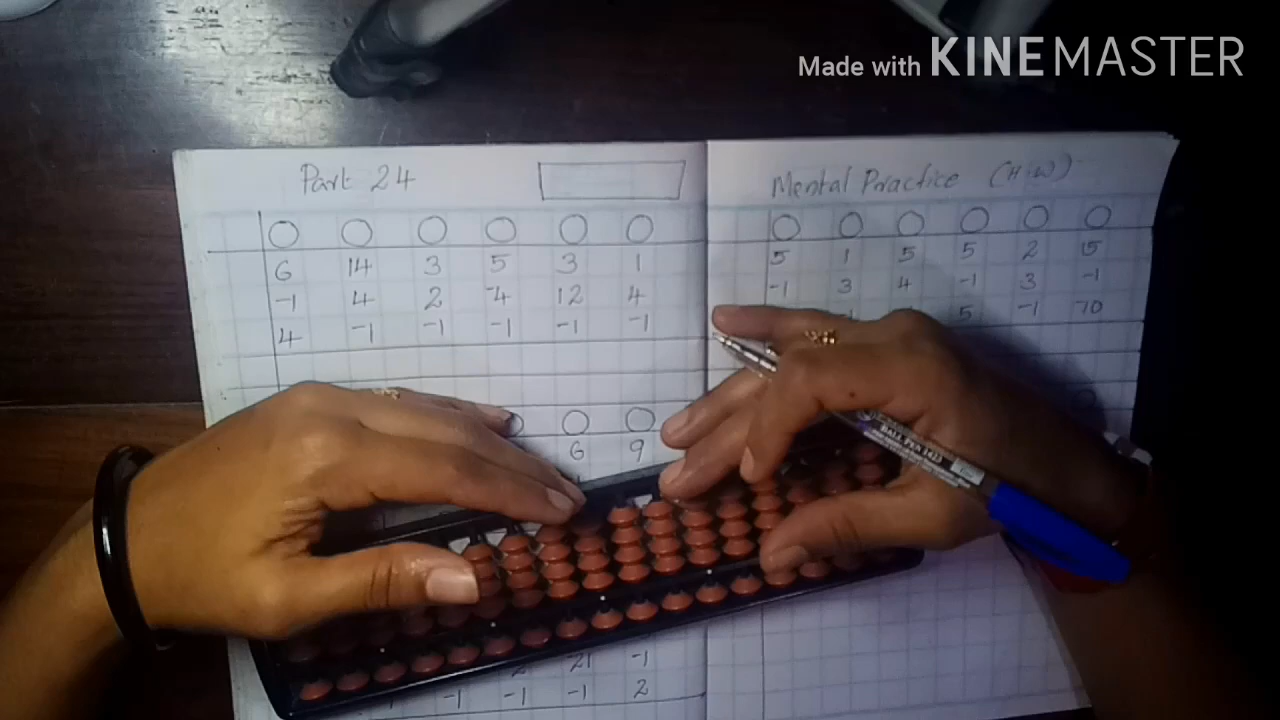 Made with KINEMASTER
Part 24
Mental Practice (H.W)
6 14 3 5 3 1
-1 4 2 -4 12 4
4 -1 -1 -1 -1 -1
5 1 5 5 2 15
-1 3 4 -1 3 -1
5 -1 70
6 9
BALL PEN
-21 -1
-1 -1 -1 2